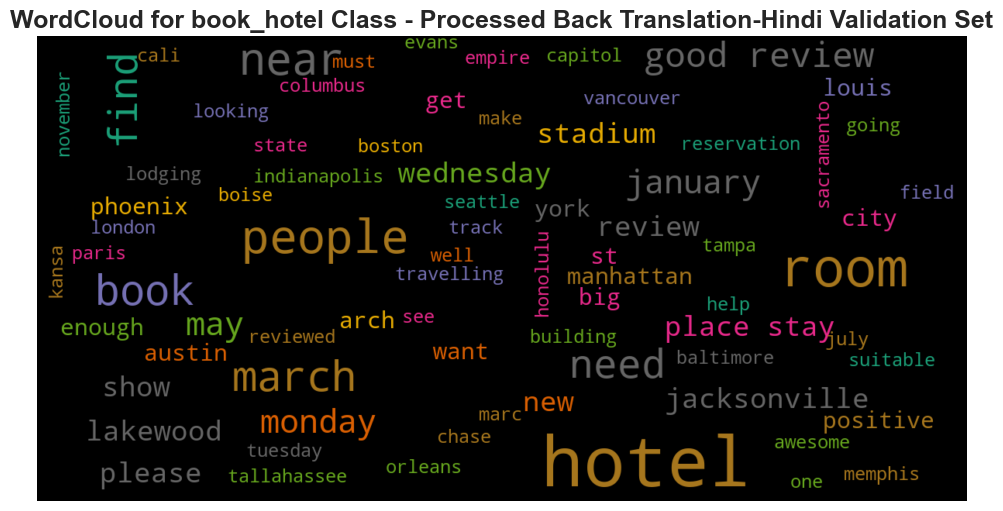 WordCloud for book_hotel Class - Processed Back Translation-Hindi Validation Set
evans
cali
near
must
empire
capitol
good review
find
november
columbus
looking
get
make
vancouver
louis
stadium
reservation
sacramento
going
state
boston
lodging
indianapolis
wednesday
january
field
boise
phoenix
seattle
york
city
london
track
review
people
paris
kansa
well
honolulu
st
tampa
room
travelling
manhattan
book
big
help
enough
may
reviewed
arch
see
building
place stay
july
austin
want
need
baltimore
suitable
show
march
new
jacksonville
lakewood
monday
marc
positive
chase
tuesday
hotel
awesome
please
tallahassee
orleans
one
memphis